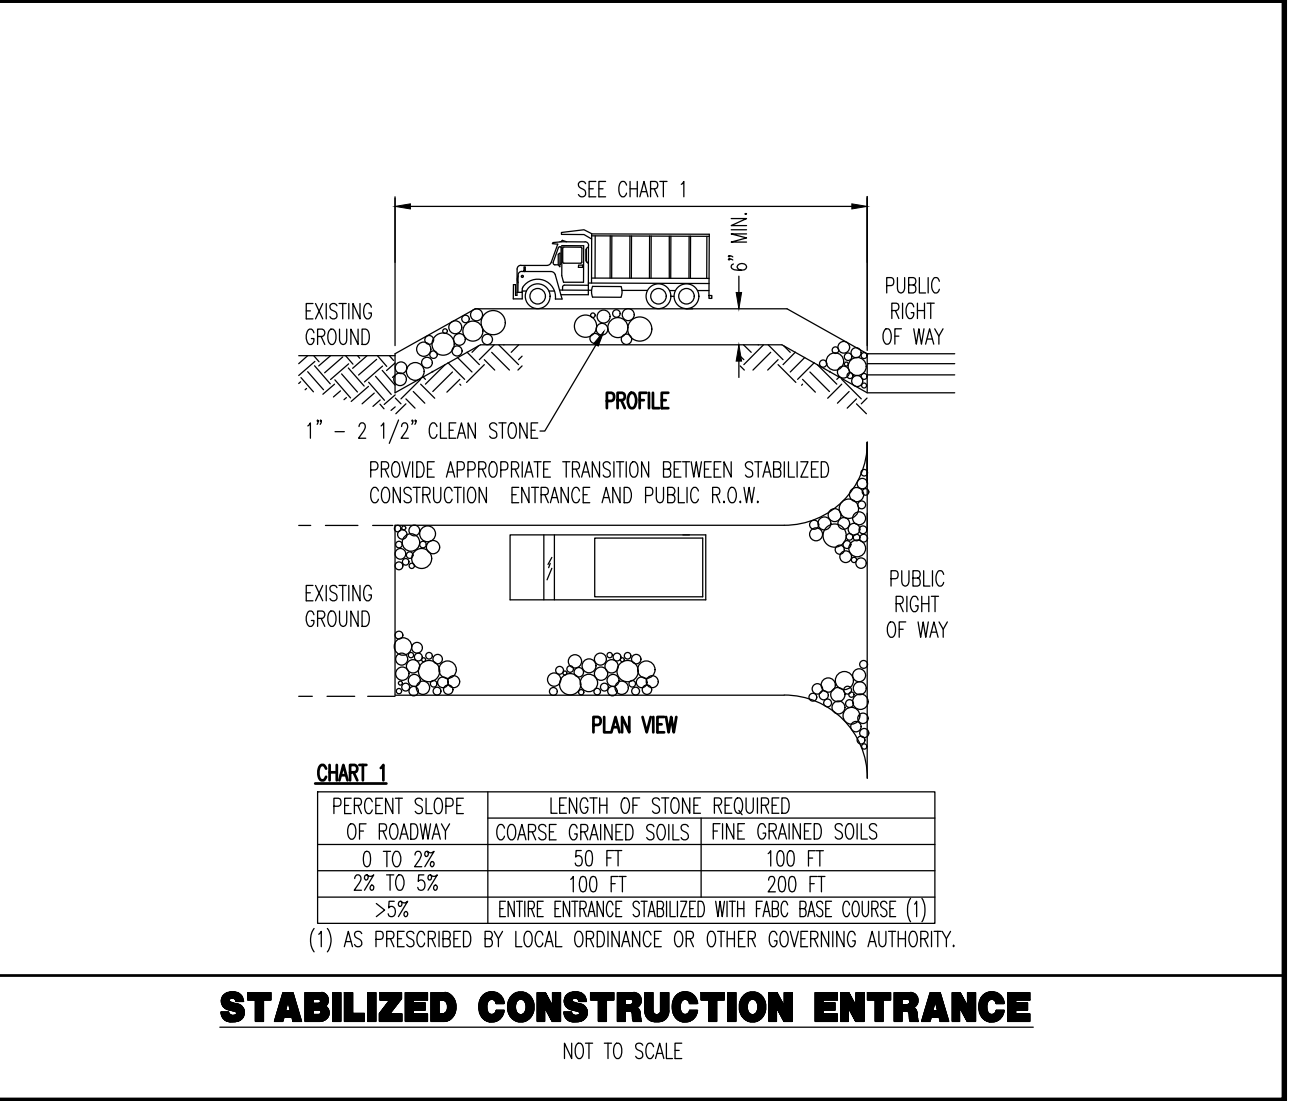 SEE CHART 1
6" MIN.
EXISTING
GROUND
PUBLIC
RIGHT
OF WAY
PROFILE
1" - 2 1/2" CLEAN STONE
PROVIDE APPROPRIATE TRANSITION BETWEEN STABILIZED
CONSTRUCTION ENTRANCE AND PUBLIC R.O.W.
EXISTING
GROUND
PUBLIC
RIGHT
OF WAY
PLAN VIEW
CHART 1
PERCENT SLOPE
OF ROADWAY
LENGTH OF STONE REQUIRED
COARSE GRAINED SOILS
FINE GRAINED SOILS
0 TO 2%
50 FT
100 FT
2% TO 5%
100 FT
200 FT
>5%
ENTIRE ENTRANCE STABILIZED WITH FABC BASE COURSE (1)
(1) AS PRESCRIBED BY LOCAL ORDINANCE OR OTHER GOVERNING AUTHORITY.
STABILIZED CONSTRUCTION ENTRANCE
NOT TO SCALE